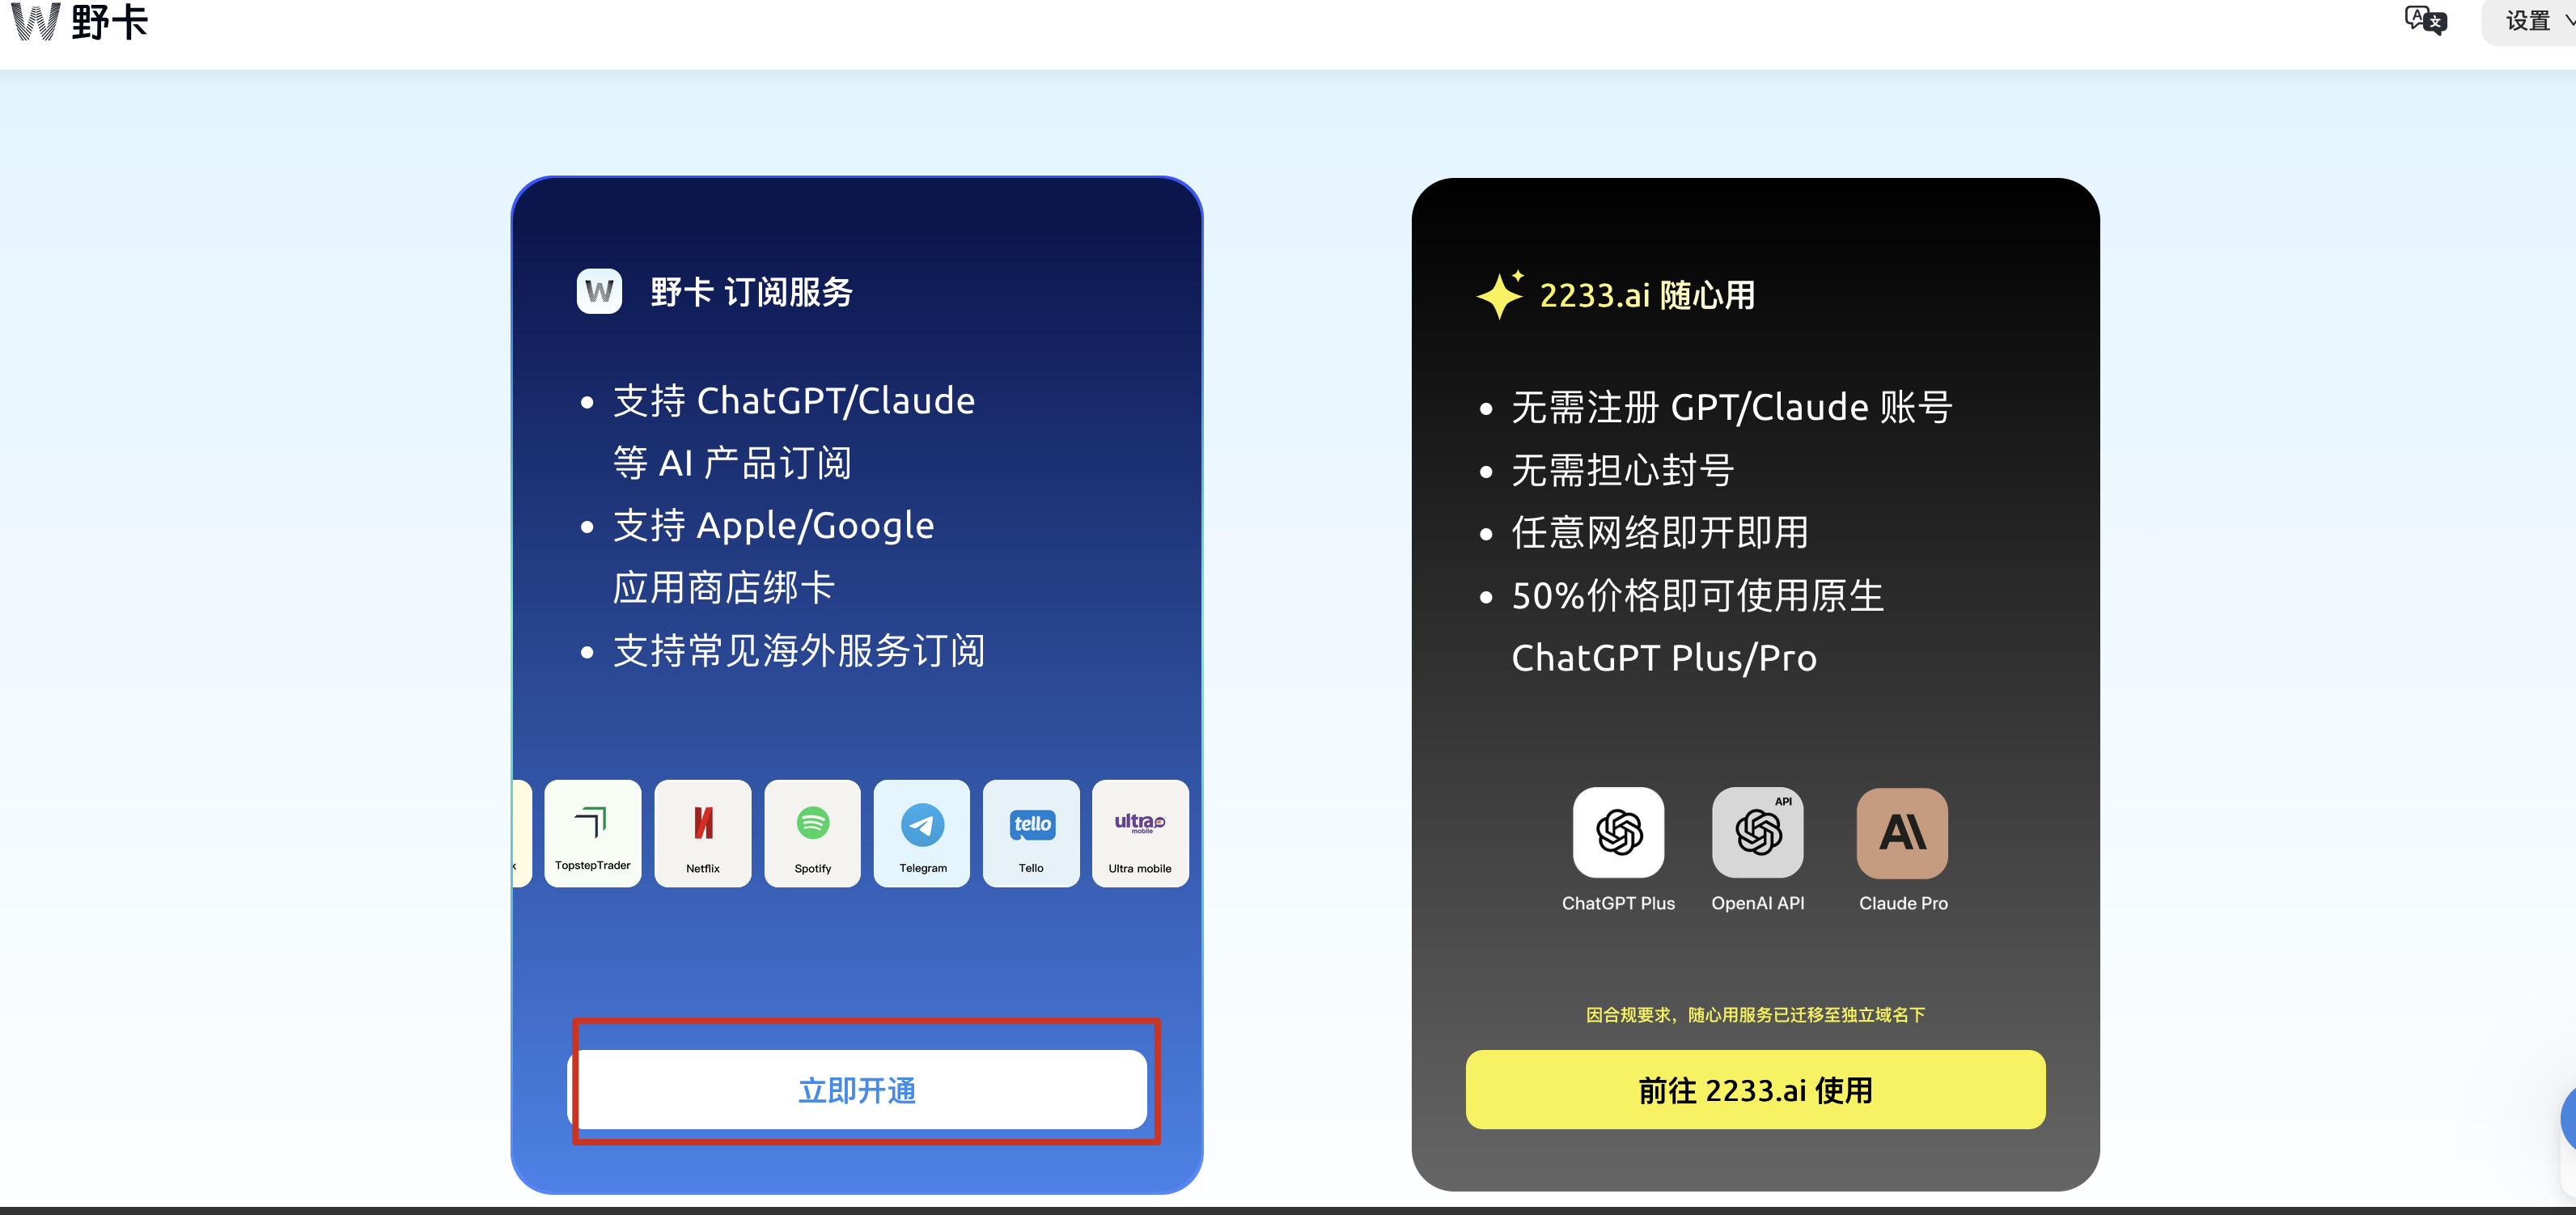 野卡
设置
野卡 订阅服务
支持 ChatGPT/Claude
等 AI 产品订阅
支持 Apple/Google
应用商店绑卡
支持常见海外服务订阅
TopstepTrader
Netflix
Spotify
tello
Telegram
Tello
ultra
mobile
Ultra mobile
立即开通
2233.ai 随心用
无需注册 GPT/Claude 账号
无需担心封号
任意网络即开即用
50%价格即可使用原生
ChatGPT Plus/Pro
API
ChatGPT Plus
OpenAI API
Claude Pro
因合规要求，随心用服务已迁移至独立域名下
前往 2233.ai 使用